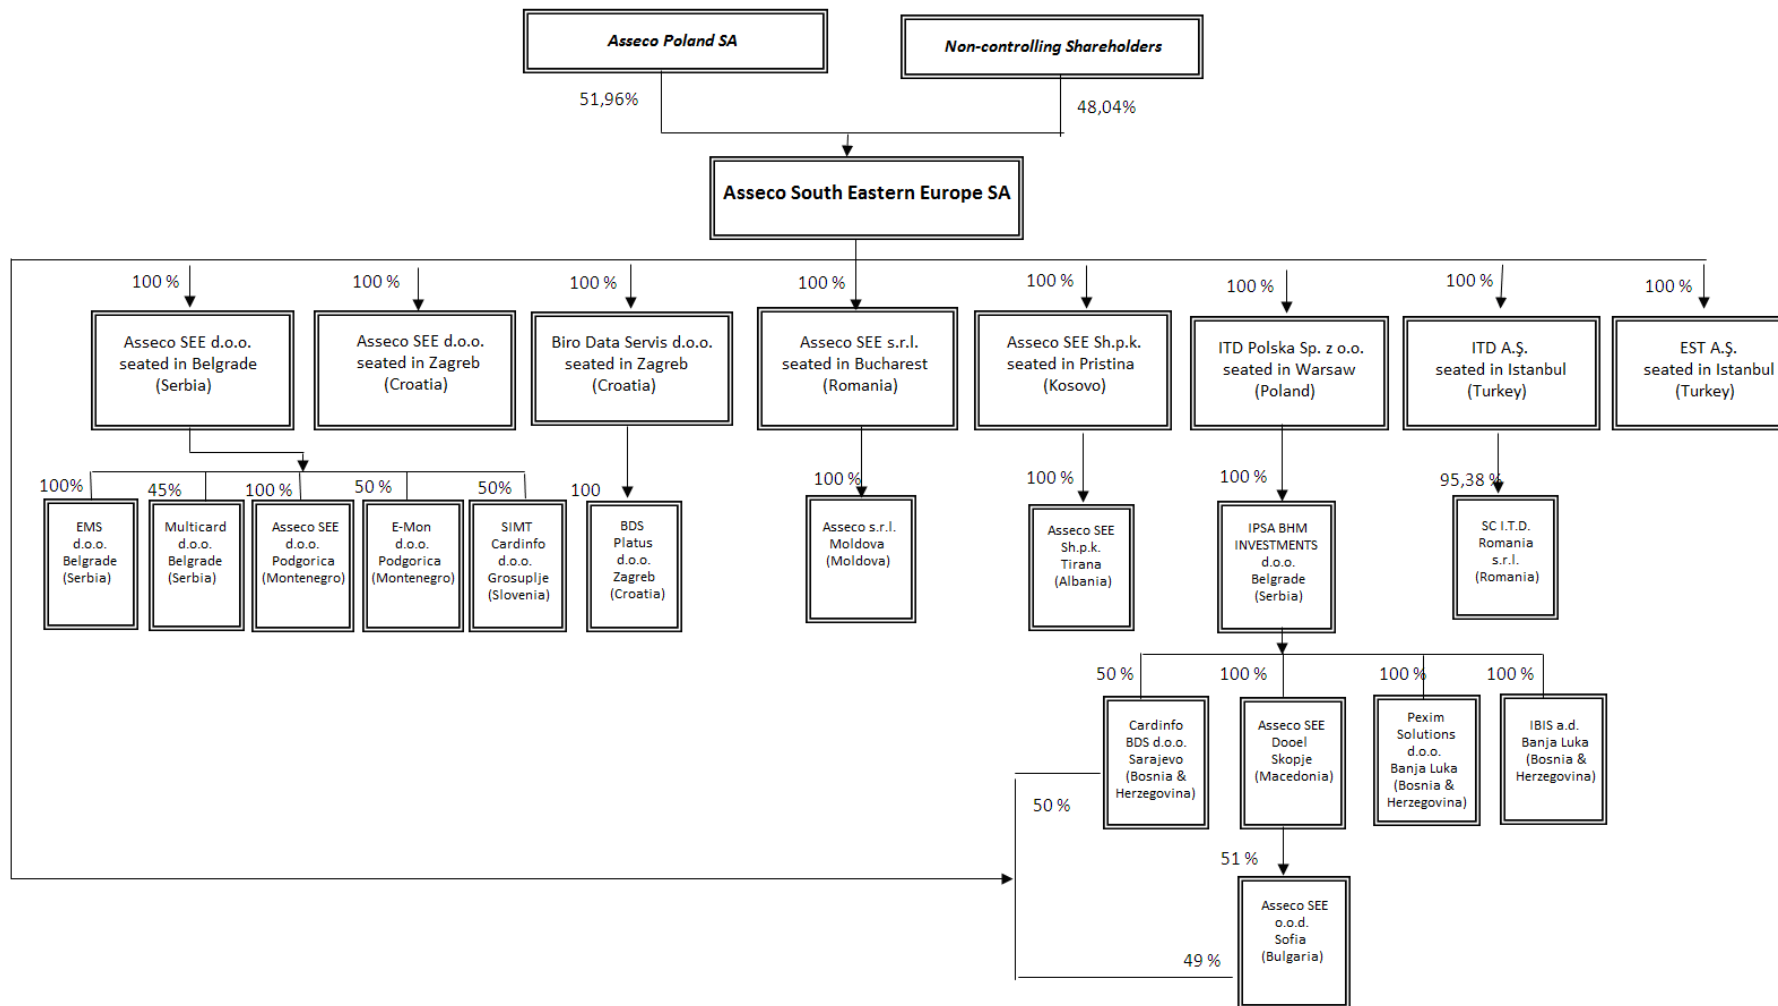 Asseco Poland SA
Non-controlling Shareholders
51,96%
48,04%
Asseco South Eastern Europe SA
100 %
100 %
100 %
100 %
100 %
100 %
100 %
100 %
Asseco SEE d.o.o.
seated in Belgrade
(Serbia)
Asseco SEE d.o.o.
seated in Zagreb
(Croatia)
Biro Data Servis d.o.o.
seated in Zagreb
(Croatia)
Asseco SEE s.r.l.
seated in Bucharest
(Romania)
Asseco SEE Sh.p.k.
seated in Pristina
(Kosovo)
ITD Polska Sp. z o.o.
seated in Warsaw
(Poland)
ITD A.Ş.
seated in Istanbul
(Turkey)
EST A.Ş.
seated in Istanbul
(Turkey)
100%
45%
100 %
50 %
50%
100
100 %
100 %
100 %
95,38 %
EMS
d.o.o.
Belgrade
(Serbia)
Multicard
d.o.o.
Belgrade
(Serbia)
Asseco SEE
d.o.o.
Podgorica
(Montenegro)
E-Mon
d.o.o.
Podgorica
(Montenegro)
SIMT
Cardinfo
d.o.o.
Grosuplje
(Slovenia)
BDS
Platus
d.o.o.
Zagreb
(Croatia)
Asseco s.r.l.
Moldova
(Moldova)
Asseco SEE
Sh.p.k.
Tirana
(Albania)
IPSA BHM
INVESTMENTS
d.o.o.
Belgrade
(Serbia)
SC I.T.D.
Romania
s.r.l.
(Romania)
50 %
100 %
100 %
100 %
Cardinfo
BDS d.o.o.
Sarajevo
(Bosnia &
Herzegovina)
Asseco SEE
Dooel
Skopje
(Macedonia)
Pexim
Solutions
d.o.o.
Banja Luka
(Bosnia &
Herzegovina)
IBIS a.d.
Banja Luka
(Bosnia &
Herzegovina)
50 %
51 %
Asseco SEE
o.o.d.
Sofia
(Bulgaria)
49 %